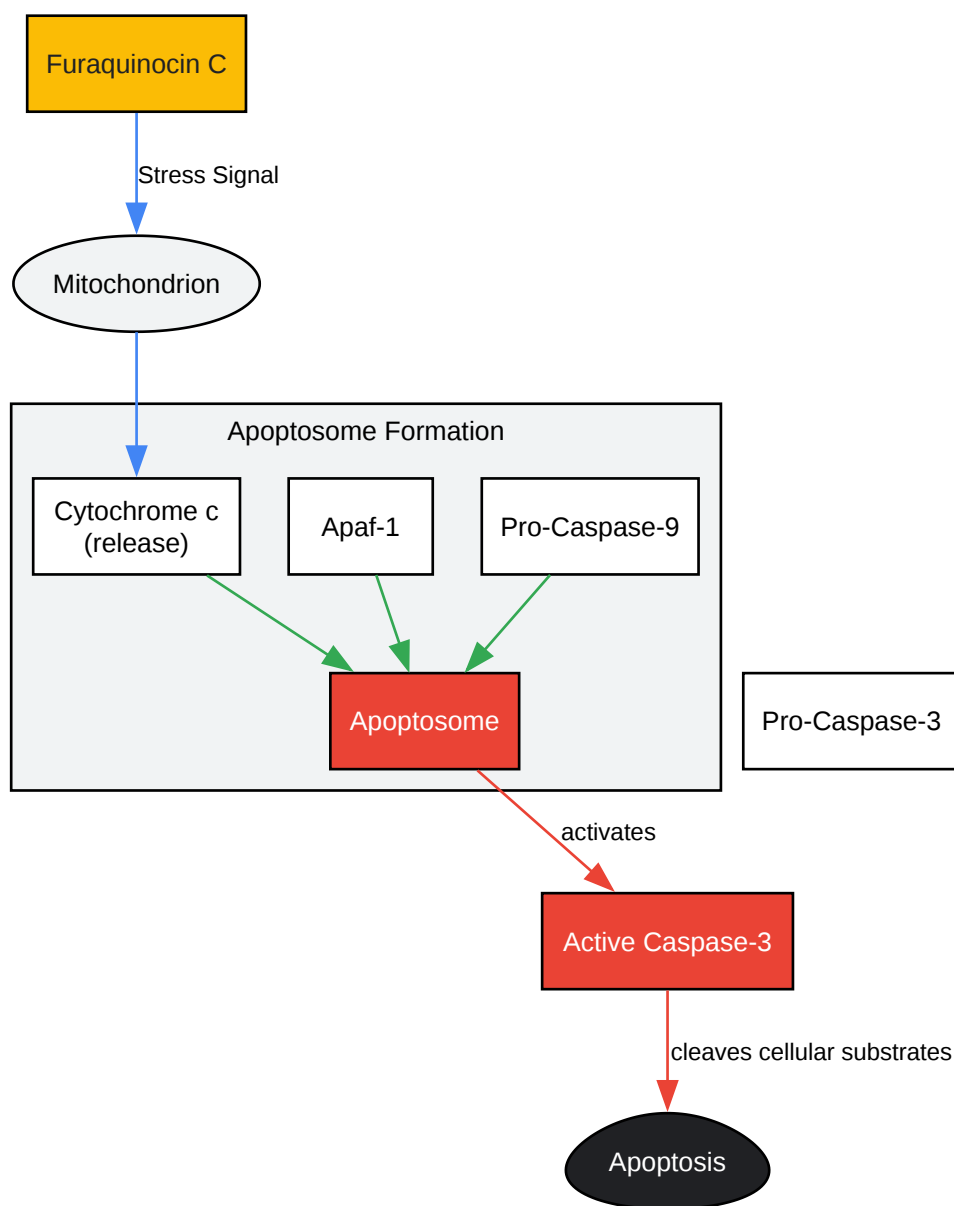 Furaquinocin C
Stress Signal
Mitochondrion
Apoptosome Formation
Cytochrome c
(release)
Apaf-1
Pro-Caspase-9
Apoptosome
Pro-Caspase-3
activates
Active Caspase-3
cleaves cellular substrates
Apoptosis